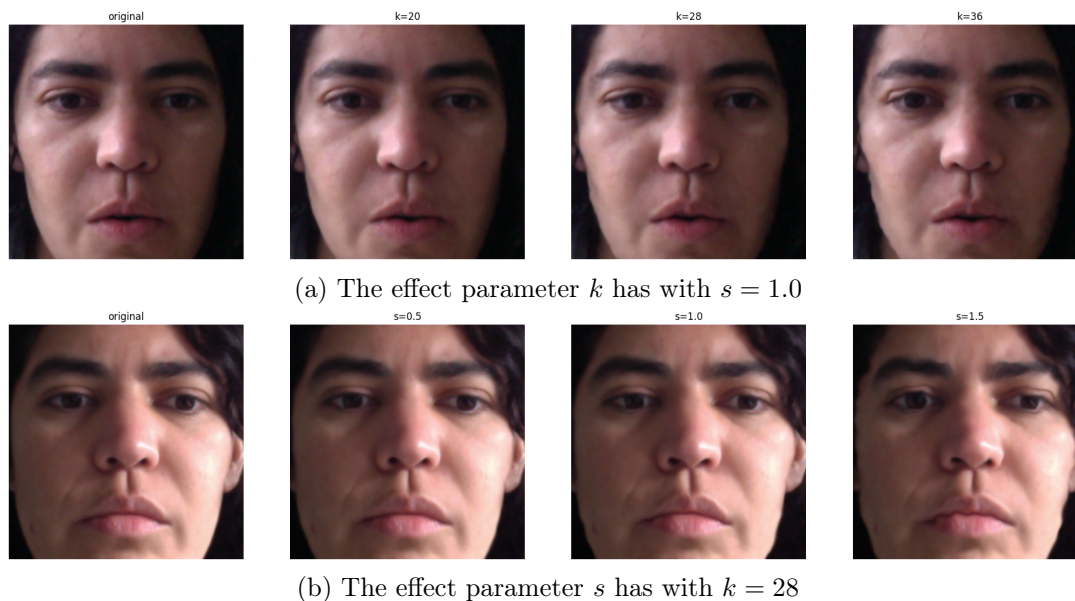 original k=20 k=28 k=36
(a) The effect parameter k has with s = 1.0
original s=0.5 s=1.0 s=1.5
(b) The effect parameter s has with k = 28